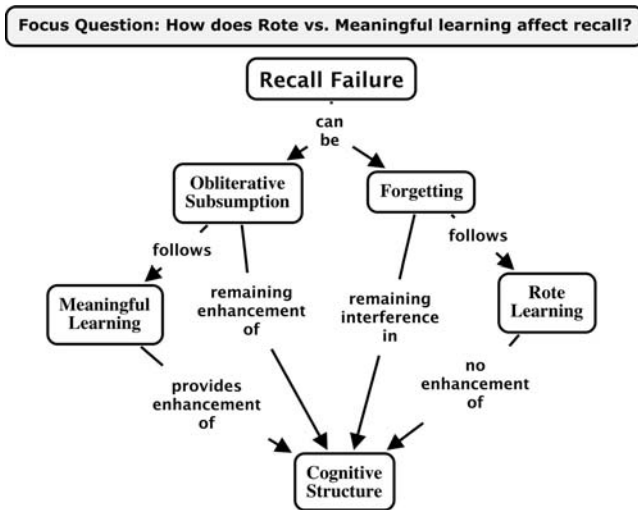 Focus Question: How does Rote vs. Meaningful learning affect recall?
Recall Failure
can
be
Obliterative
Subsumption
Forgetting
follows
follows
Meaningful
Learning
remaining
enhancement
of
remaining
interference
in
Rote
Learning
provides
enhancement
of
no
enhancement
of
Cognitive
Structure